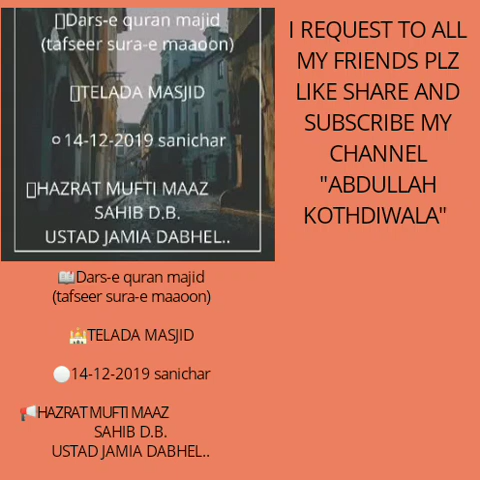 ▯Dars-e quran majid
(tafseer sura-e maaoon)
▯TELADA MASJID
⚪14-12-2019 sanichar
▯HAZRAT MUFTI MAAZ
SAHIB D.B.
USTAD JAMIA DABHEL..
I REQUEST TO ALL
MY FRIENDS PLZ
LIKE SHARE AND
SUBSCRIBE MY
CHANNEL
"ABDULLAH
KOTHDIWALA"
📖Dars-e quran majid
(tafseer sura-e maaoon)
🕌TELADA MASJID
⚪14-12-2019 sanichar
📢HAZRAT MUFTI MAAZ
SAHIB D.B.
USTAD JAMIA DABHEL..